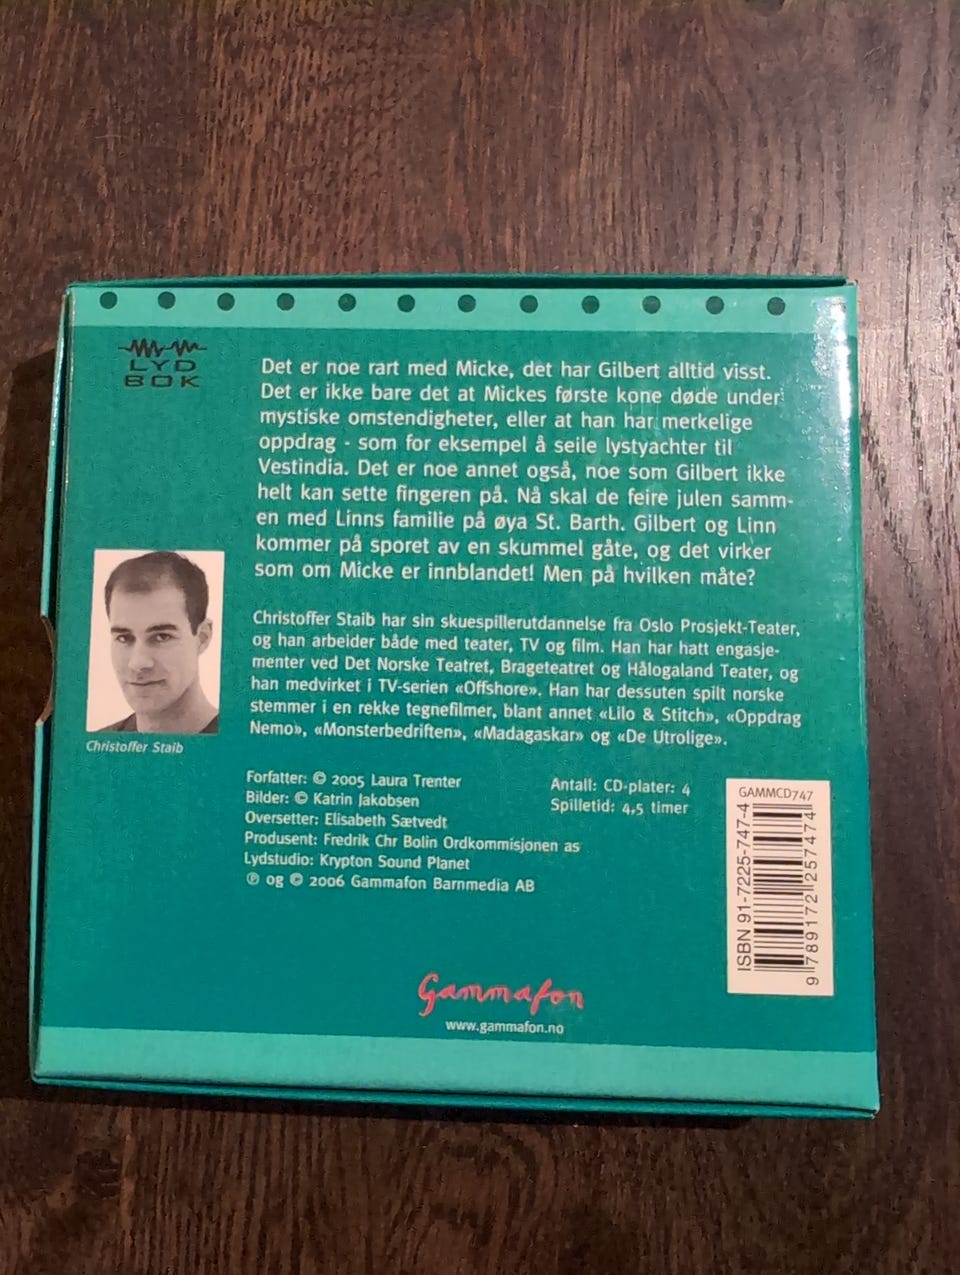 LYD
BOK
Det er noe rart med Micke, det har Gilbert alltid visst.
Det er ikke bare det at Mickes første kone døde under
mystiske omstendigheter, eller at han har merkelige
oppdrag - som for eksempel å seile lystyachter til
Vestindia. Det er noe annet også, noe som Gilbert ikke
helt kan sette fingeren på. Nå skal de feire julen samm-
en med Linns familie på øya St. Barth. Gilbert og Linn
kommer på sporet av en skummel gåte, og det virker
som om Micke er innblandet! Men på hvilken måte?
Christoffer Staib har sin skuespillerutdannelse fra Oslo Prosjekt-Teater,
og han arbeider både med teater, TV og film. Han har hatt engasje-
menter ved Det Norske Teatret, Brageteatret og Hålogaland Teater, og
han medvirket i TV-serien «Offshore». Han har dessuten spilt norske
stemmer i en rekke tegnefilmer, blant annet «Lilo & Stitch», «Oppdrag
Nemo», «Monsterbedriften», «Madagaskar» og «De Utrolige».
Christoffer Staib
Forfatter: © 2005 Laura Trenter
Bilder: © Katrin Jakobsen
Oversetter: Elisabeth Sætvedt
Produsent: Fredrik Chr Bolin Ordkommisjonen as
Lydstudio: Krypton Sound Planet
℗ og © 2006 Gammafon Barnmedia AB
Antall: CD-plater: 4
Spilletid: 4,5 timer
GAMMCD747
ISBN 91-7225-747-4
9 789172 257474
Gammafon
www.gammafon.no